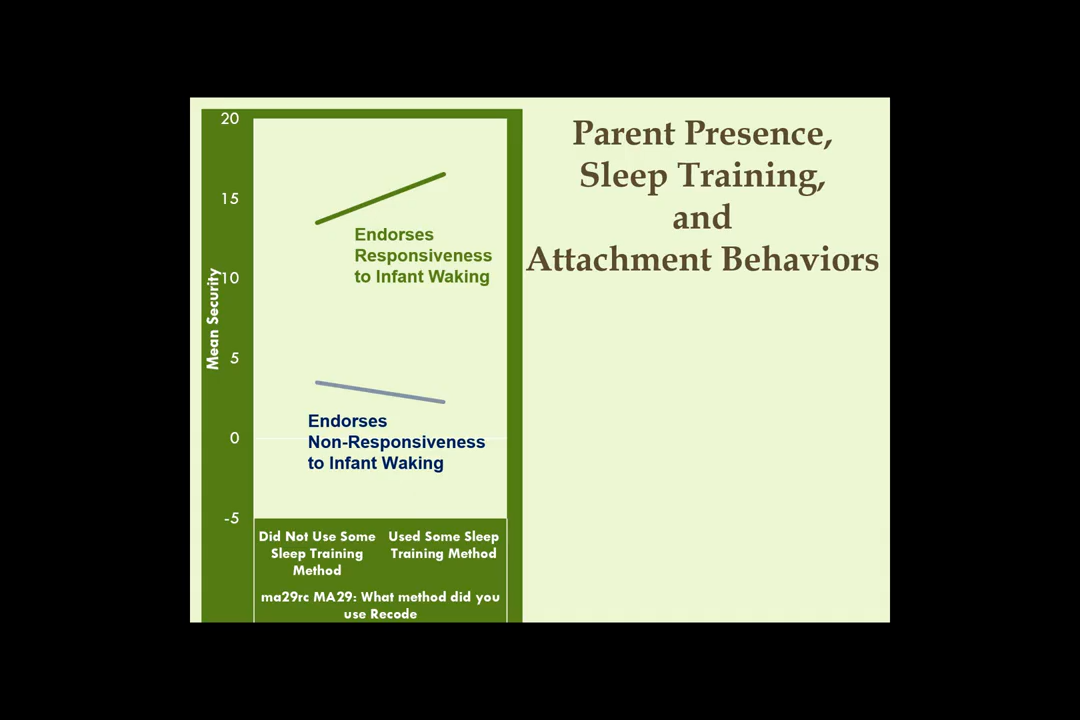 Parent Presence,
Sleep Training,
and
Attachment Behaviors
20
15
10
5
0
-5
Mean Security
Endorses
Responsiveness
to Infant Waking
Endorses
Non-Responsiveness
to Infant Waking
Did Not Use Some
Sleep Training
Method
Used Some Sleep
Training Method
ma29rc MA29: What method did you
use Recode